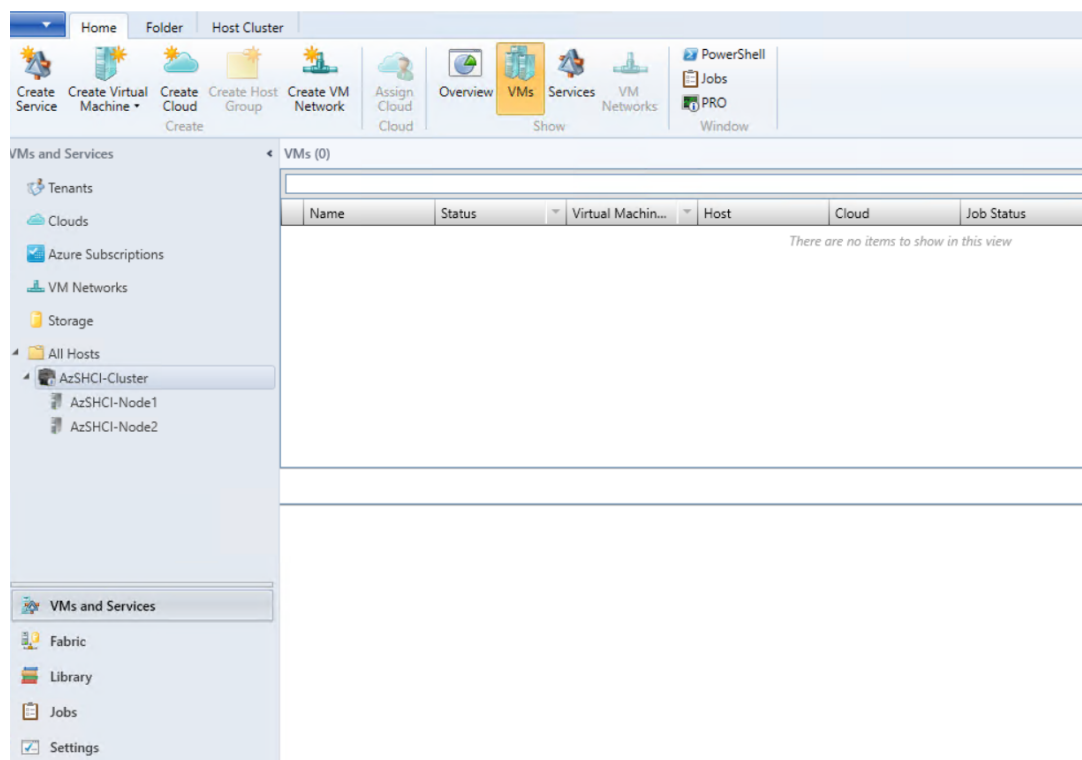 Home Folder Host Cluster
Create Service
Create Virtual Machine
Create Cloud
Create Host Group
Create VM Network
Assign Cloud
Overview
VMs
Services
VM Networks
PowerShell
Jobs
PRO
Create Cloud Show Window
VMs and Services
VMs (0)
Tenants
Clouds
Azure Subscriptions
VM Networks
Storage
All Hosts
AzSHCI-Cluster
AzSHCI-Node1
AzSHCI-Node2
Name Status Virtual Machin... Host Cloud Job Status
There are no items to show in this view
VMs and Services
Fabric
Library
Jobs
Settings